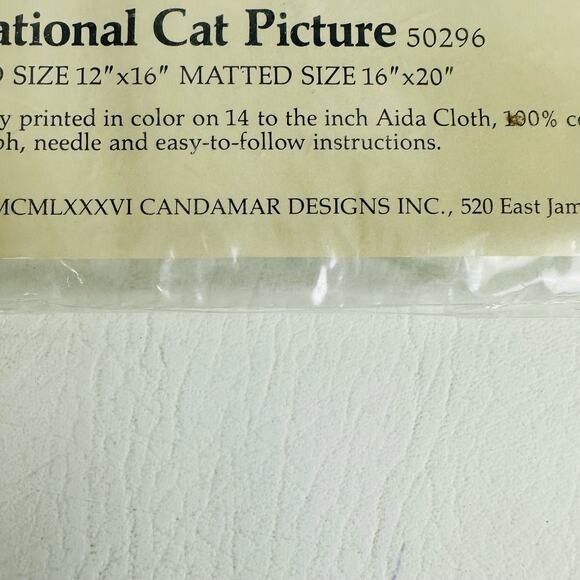 ational Cat Picture 50296
D SIZE 12"x16" MATTED SIZE 16"x20"
y printed in color on 14 to the inch Aida Cloth, 100% co
ph, needle and easy-to-follow instructions.
MCMLXXXVI CANDAMAR DESIGNS INC., 520 East Jam